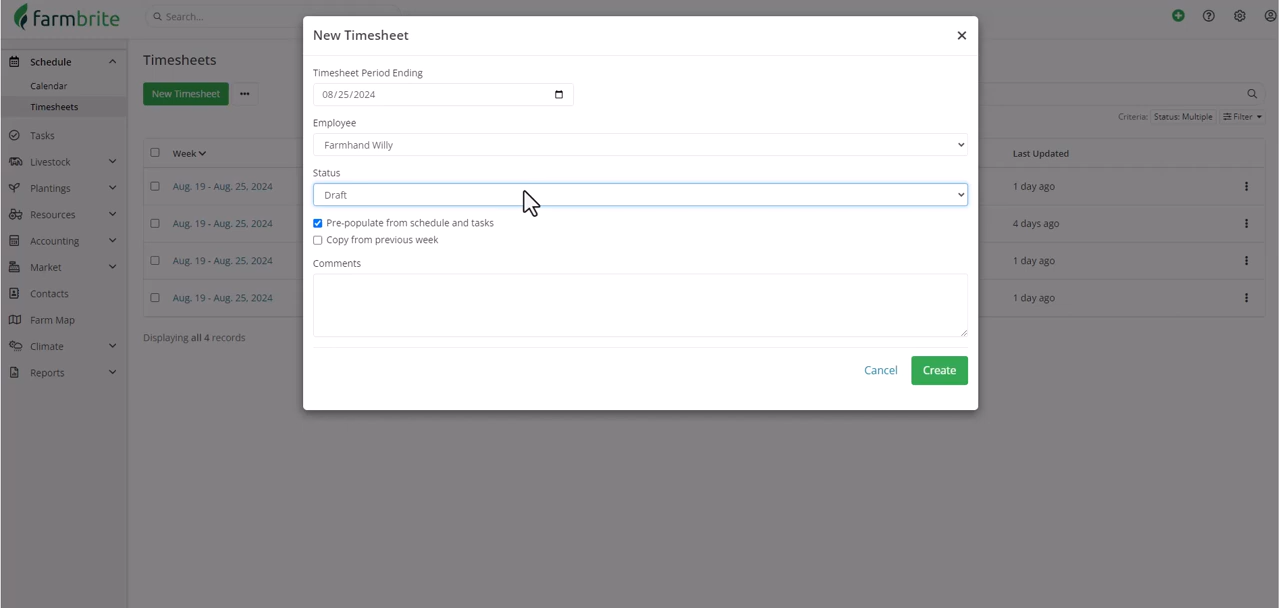 farmbrite
Search...
Schedule
Calendar
Timesheets
Tasks
Livestock
Plantings
Resources
Accounting
Market
Contacts
Farm Map
Climate
Reports
Timesheets
New Timesheet
Criteria: Status: Multiple Filter
Week Last Updated
Aug. 19 - Aug. 25, 2024 1 day ago
Aug. 19 - Aug. 25, 2024 4 days ago
Aug. 19 - Aug. 25, 2024 1 day ago
Aug. 19 - Aug. 25, 2024 1 day ago
Displaying all 4 records
New Timesheet
Timesheet Period Ending
08/25/2024
Employee
Farmhand Willy
Status
Draft
Pre-populate from schedule and tasks
Copy from previous week
Comments
Cancel Create